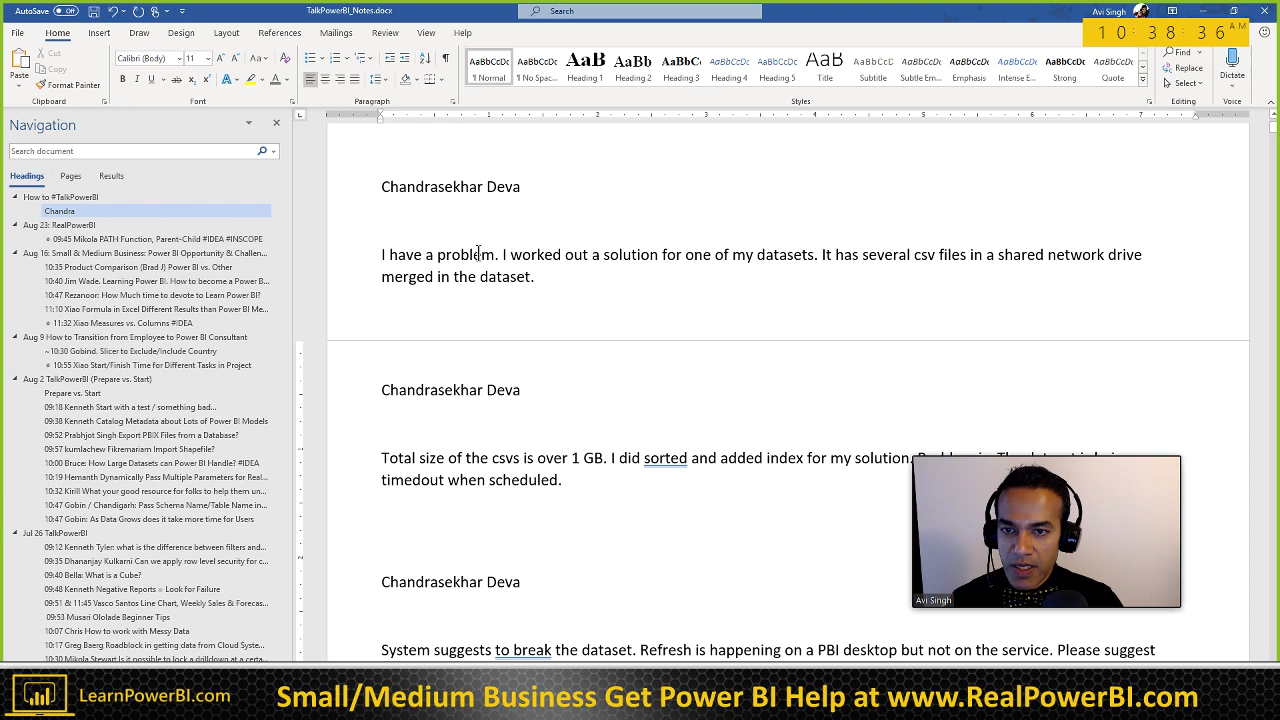 AutoSave Off
TalkPowerBI_Notes.docx
Search
Avi Singh
10 38 36 AM
File Home Insert Draw Design Layout References Mailings Review View Help
Paste
Cut
Copy
Format Painter
Clipboard
Calibri (Body) 11
Font
Paragraph
AaBbCcDc AaBbCcDc AaB AaBb AaBbC AaBbCcDc AaBbCcDc AaB AaBbCcD AaBbCcDc AaBbCcDc AaBbCcDc AaBbCcDc AaBbCcDc
¶ Normal ¶ No Spac... Heading 1 Heading 2 Heading 3 Heading 4 Heading 5 Title Subtitle Subtle Em... Emphasis Intense E... Strong Quote
Styles
Find
Replace
Select
Editing
Dictate
Voice
Navigation
Search document
Headings Pages Results
How to #TalkPowerBI
Chandra
Aug 23: RealPowerBI
09:45 Mikola PATH Function, Parent-Child #IDEA #INSCOPE
Aug 16: Small & Medium Business: Power BI Opportunity & Challen...
10:35 Product Comparison (Brad J) Power BI vs. Other
10:40 Jim Wade. Learning Path. How to become a Power B...
10:47 Rezanoor: How Much time to devote to Learn Power BI?
11:10 Xiao Formula in Excel Different Results than Power BI Me...
11:32 Xiao Measures vs. Columns #IDEA
Aug 9 How to Transition from Employee to Power BI Consultant
~10:30 Gobind. Slicer to Exclude/Include Country
10:55 Xiao Start/Finish Time for Different Tasks in Project
Aug 2 TalkPowerBI (Prepare vs. Start)
Prepare vs. Start
09:18 Kenneth Start with a test / something bad...
09:38 Kenneth Catalog Metadata about Lots of Power BI Models
09:52 Prabhjot Singh Export PBIX Files from a Database?
09:57 kumlachew Fikremariam Import Shapefile?
10:00 Bruce: How Large Datasets can Power BI Handle? #IDEA
10:19 Hemanth Dynamically Pass Multiple Parameters for Real...
10:32 Kirill What your good resource for folks to help them un...
10:47 Gobin / Chandigarh: Pass Schema Name/Table Name in...
10:47 Gobin: As Data Grows does it take more time for Users
Jul 26 TalkPowerBI
09:12 Kenneth Tyler: what is the difference between filters and...
09:35 Dhananjay Kulkarni Can we apply row level security for c...
09:40 Bella: What is a Cube?
09:48 Kenneth Negative Reports = Look for Failure
09:51 & 11:45 Vasco Santos Line Chart, Weekly Sales & Forecas...
09:53 Musari Ololade Beginner Tips
10:07 Chris How to work with Messy Data
10:17 Greg Baerg Roadblock in getting data from Cloud Syste...
10:30 Mikola Stewart Is it possible to lock a drilldown at a certa...
Chandrasekhar Deva
I have a problem. I worked out a solution for one of my datasets. It has several csv files in a shared network drive
merged in the dataset.
Chandrasekhar Deva
Total size of the csvs is over 1 GB. I did sorted and added index for my solution.
timedout when scheduled.
Chandrasekhar Deva
System suggests to break the dataset. Refresh is happening on a PBI desktop but not on the service. Please suggest
Avi Singh
LearnPowerBI.com
Small/Medium Business Get Power BI Help at www.RealPowerBI.com